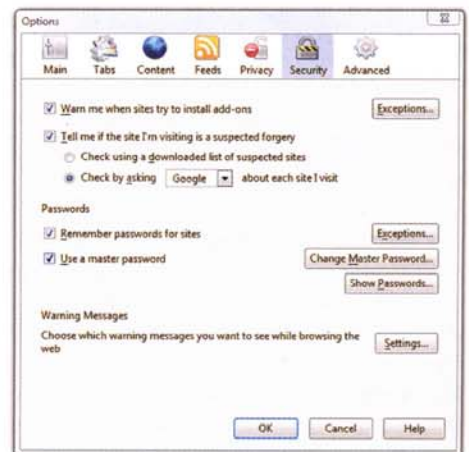 Options
Main Tabs Content Feeds Privacy Security Advanced
Warn me when sites try to install add-ons Exceptions...
Tell me if the site I'm visiting is a suspected forgery
Check using a downloaded list of suspected sites
Check by asking Google about each site I visit
Passwords
Remember passwords for sites Exceptions...
Use a master password Change Master Password...
Show Passwords...
Warning Messages
Choose which warning messages you want to see while browsing the
web Settings...
OK Cancel Help